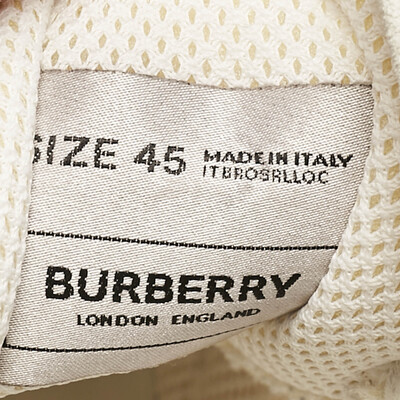 SIZE 45 MADE IN ITALY
ITBROSRLLOC
BURBERRY
LONDON ENGLAND